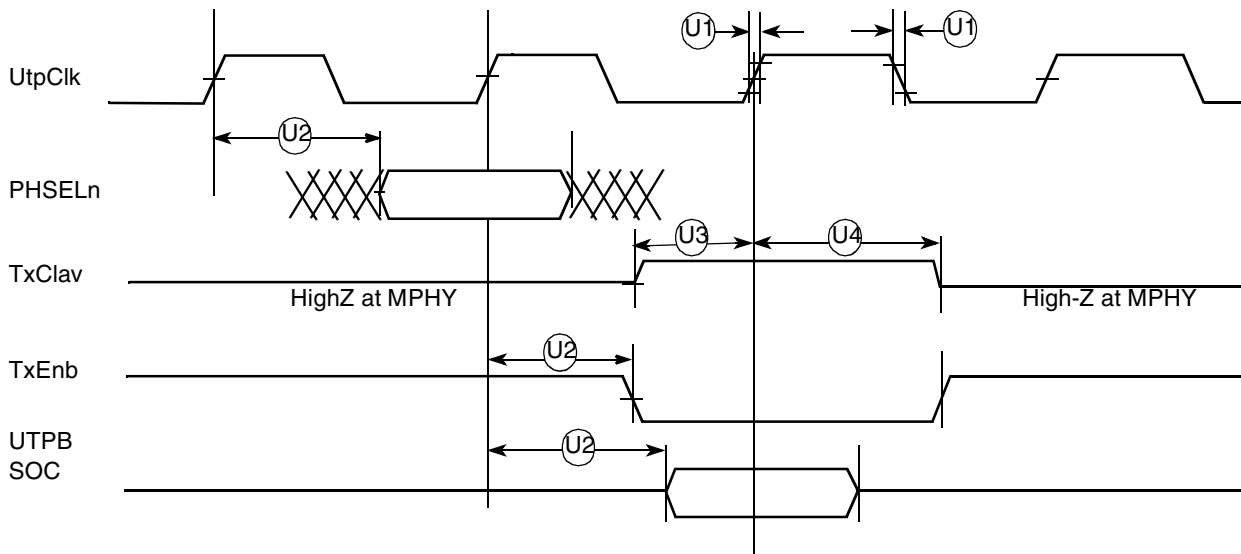 U1
U1
UtpClk
U2
PHSELn
U3
U4
TxClav
HighZ at MPHY
High-Z at MPHY
U2
TxEnb
UTPB
SOC
U2